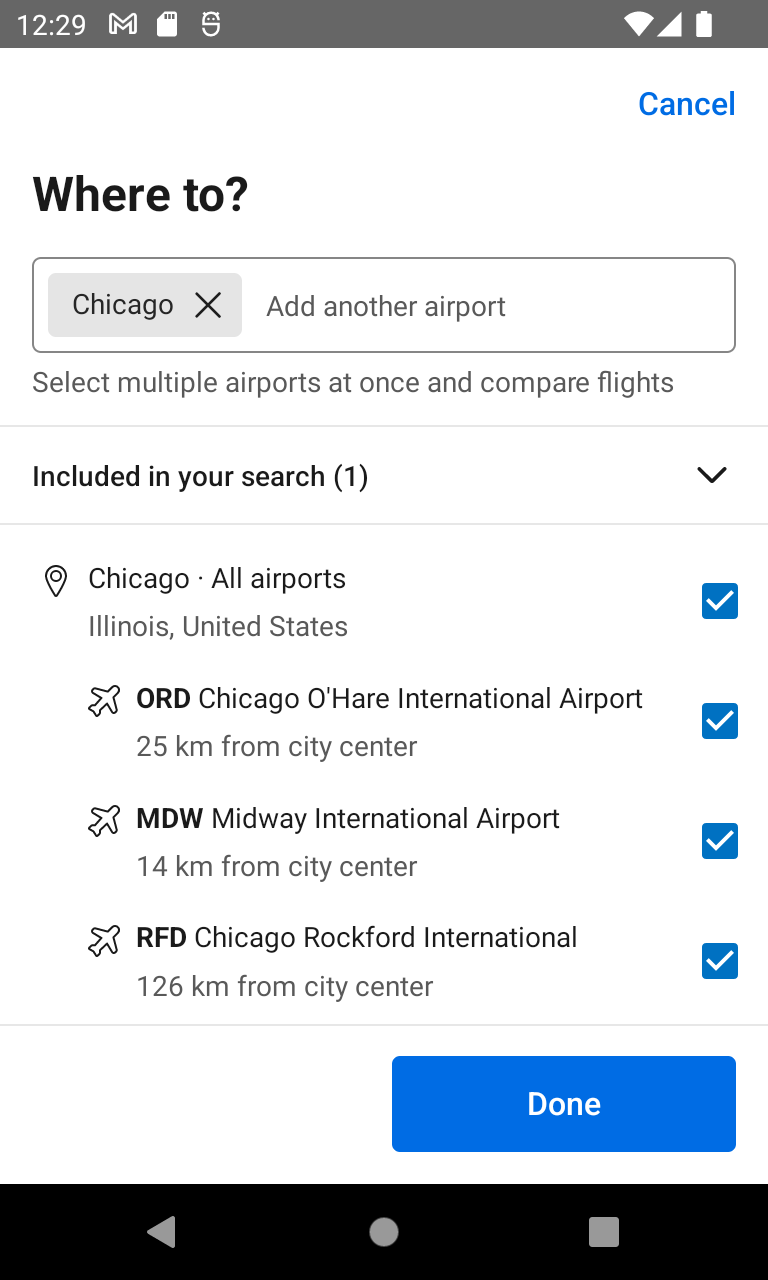 12:29
Cancel
Where to?
Chicago Add another airport
Select multiple airports at once and compare flights
Included in your search (1)
Chicago · All airports
Illinois, United States
ORD Chicago O'Hare International Airport
25 km from city center
MDW Midway International Airport
14 km from city center
RFD Chicago Rockford International
126 km from city center
Done